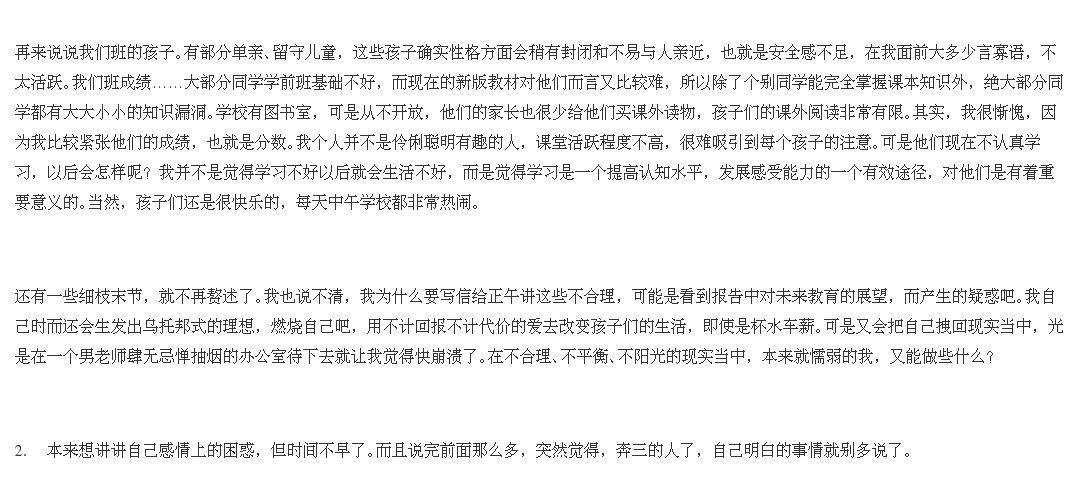 再来说说我们班的孩子。有部分单亲、留守儿童，这些孩子确实性格方面会稍有封闭和不易与人亲近，也就是安全感不足，在我面前大多少言寡语，不
太活跃。我们班成绩……大部分同学学前班基础不好，而现在的新版教材对他们而言又比较难，所以除了个别同学能完全掌握课本知识外，绝大部分同
学都有大大小小的知识漏洞。学校有图书室，可是从不开放，他们的家长也很少给他们买课外读物，孩子们的课外阅读非常有限。其实，我很惭愧，因
为我比较紧张他们的成绩，也就是分数。我个人并不是伶俐聪明有趣的人，课堂活跃程度不高，很难吸引到每个孩子的注意。可是他们现在不认真学
习，以后会怎样呢？我并不是觉得学习不好以后就会生活不好，而是觉得学习是一个提高认知水平，发展感受能力的一个有效途径，对他们是有着重
要意义的。当然，孩子们还是很快乐的，每天中午学校都非常热闹。
还有一些细枝末节，就不再赘述了。我也说不清，我为什么要写信给正午讲这些不合理，可能是看到报告中对未来教育的展望，而产生的疑惑吧。我自
己时而还会生发出乌托邦式的理想，燃烧自己吧，用不计回报不计代价的爱去改变孩子们的生活，即使是杯水车薪。可是又会把自己拽回现实当中，光
是在一个男老师肆无忌惮抽烟的办公室待下去就让我觉得快崩溃了。在不合理、不平衡、不阳光的现实当中，本来就懦弱的我，又能做些什么？
2. 本来想讲讲自己感情上的困惑，但时间不早了。而且说完前面那么多，突然觉得，奔三的人了，自己明白的事情就别多说了。